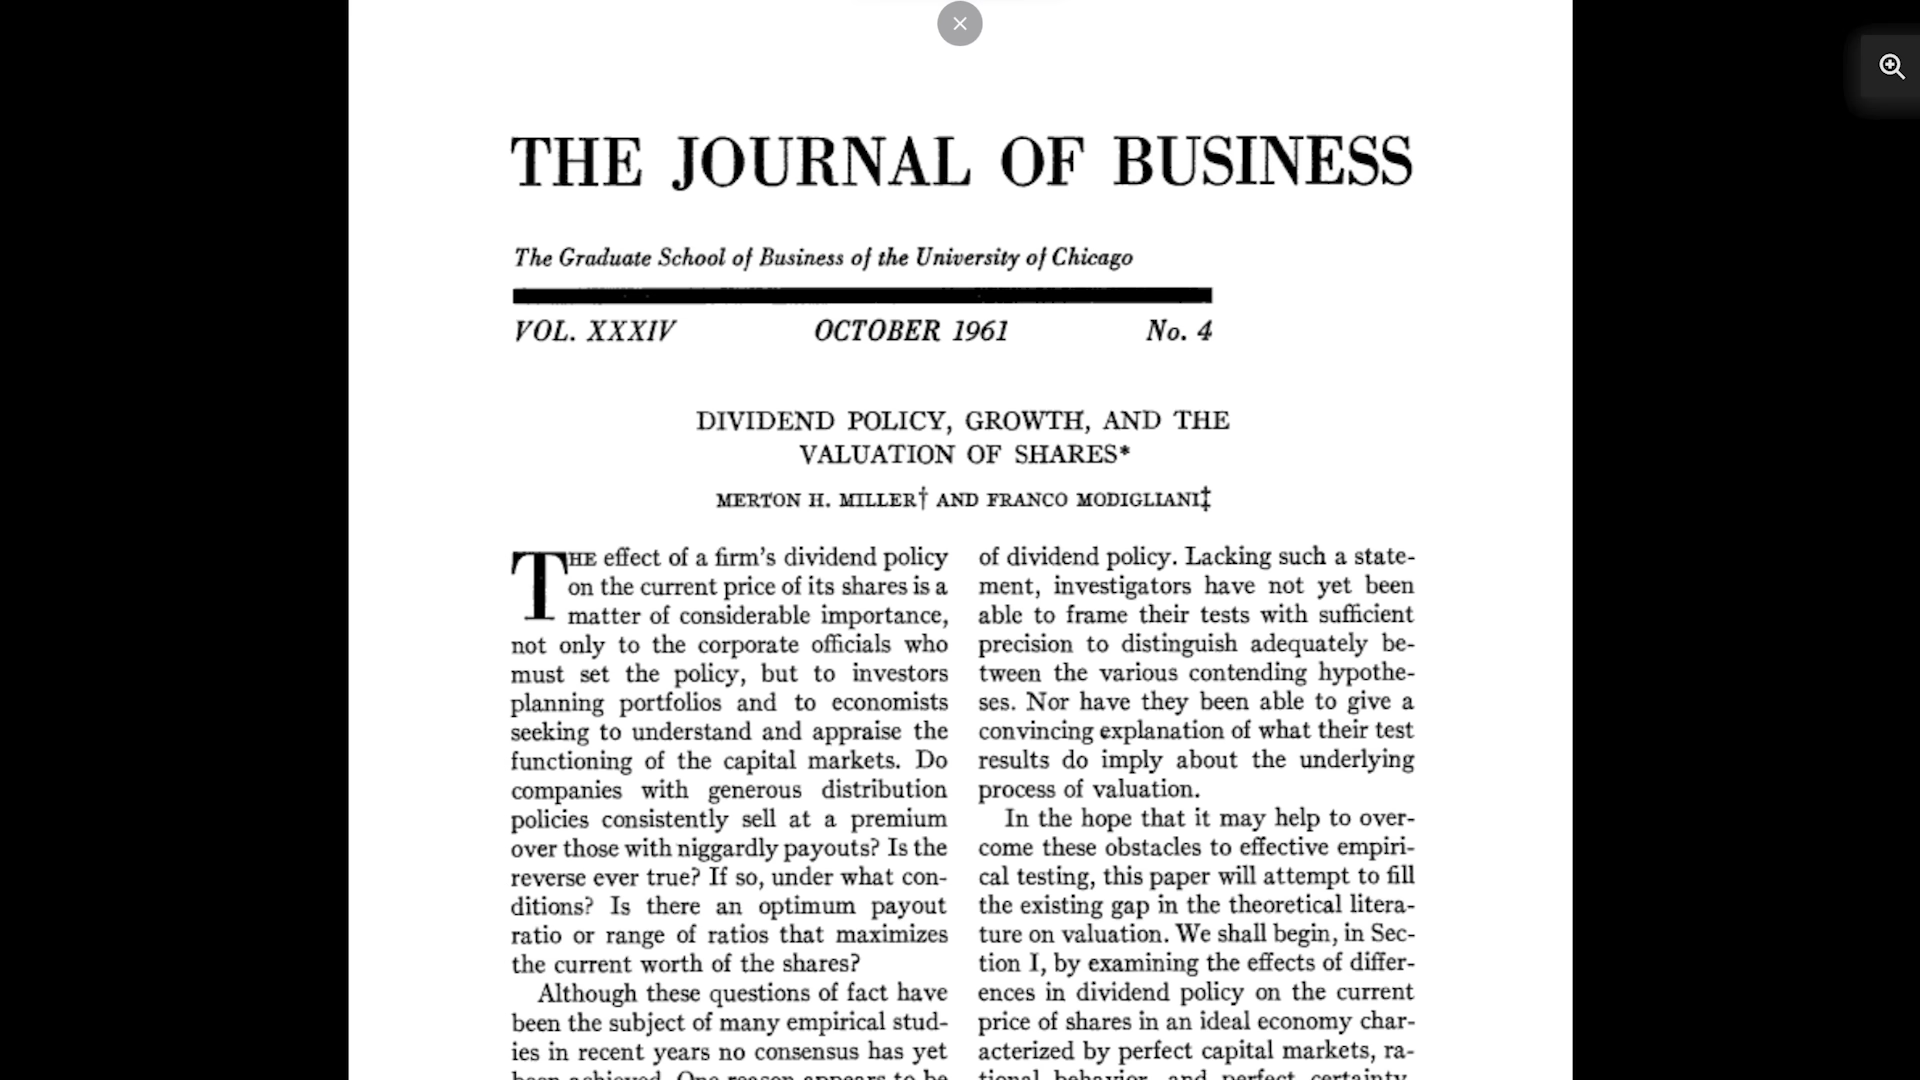 THE JOURNAL OF BUSINESS
The Graduate School of Business of the University of Chicago
VOL. XXXIV OCTOBER 1961 No. 4
DIVIDEND POLICY, GROWTH, AND THE
VALUATION OF SHARES*
MERTON H. MILLER† AND FRANCO MODIGLIANI‡
THE effect of a firm's dividend policy
on the current price of its shares is a
matter of considerable importance,
not only to the corporate officials who
must set the policy, but to investors
planning portfolios and to economists
seeking to understand and appraise the
functioning of the capital markets. Do
companies with generous distribution
policies consistently sell at a premium
over those with niggardly payouts? Is the
reverse ever true? If so, under what con-
ditions? Is there an optimum payout
ratio or range of ratios that maximizes
the current worth of the shares?
Although these questions of fact have
been the subject of many empirical stud-
ies in recent years no consensus has yet
been achieved. One reason appears to be
of dividend policy. Lacking such a state-
ment, investigators have not yet been
able to frame their tests with sufficient
precision to distinguish adequately be-
tween the various contending hypothe-
ses. Nor have they been able to give a
convincing explanation of what their test
results do imply about the underlying
process of valuation.
In the hope that it may help to over-
come these obstacles to effective empiri-
cal testing, this paper will attempt to fill
the existing gap in the theoretical litera-
ture on valuation. We shall begin, in Sec-
tion I, by examining the effects of differ-
ences in dividend policy on the current
price of shares in an ideal economy char-
acterized by perfect capital markets, ra-
tional behavior, and perfect certainty.